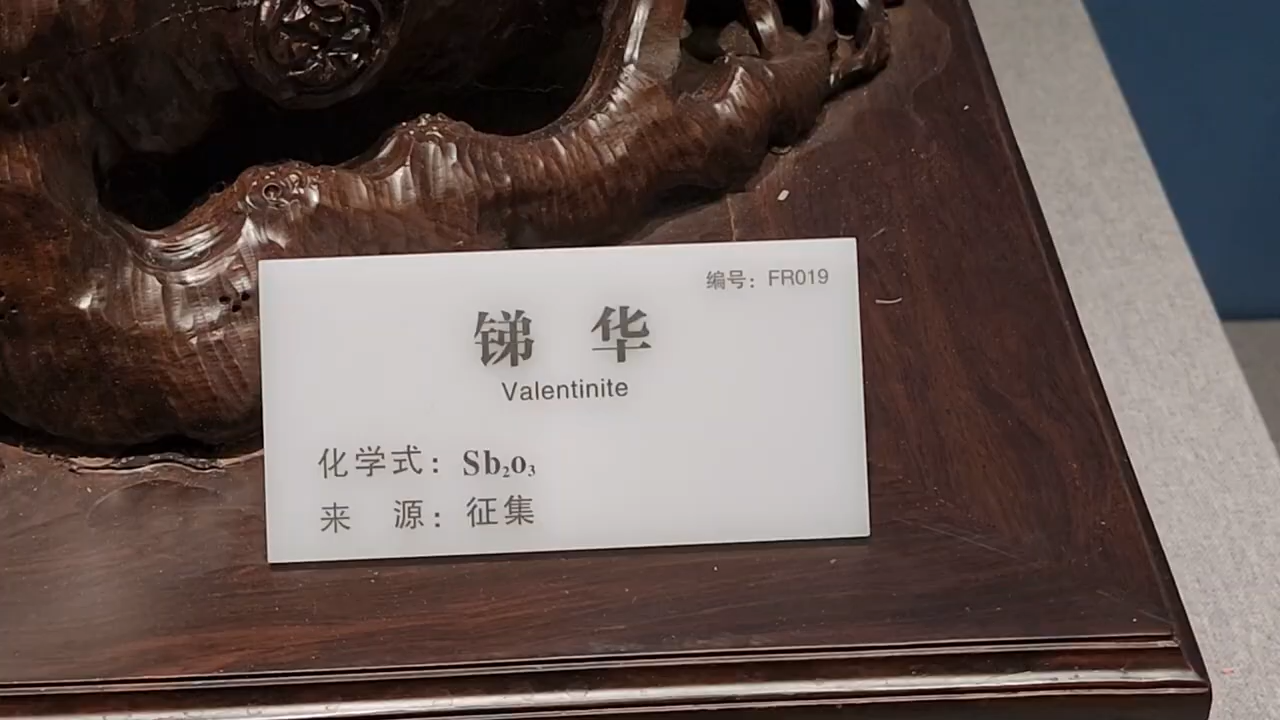 编号：FR019
锑 华
Valentinite
化学式：Sb₂o₃
来 源：征集